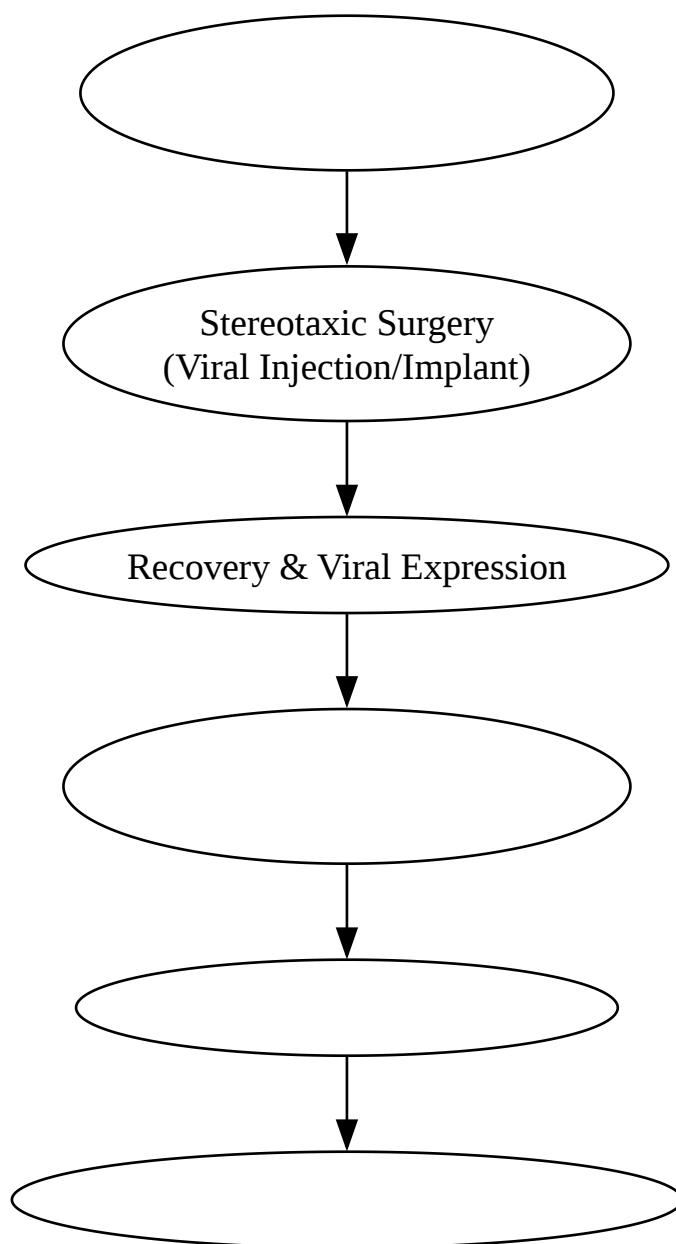 Stereotaxic Surgery
(Viral Injection/Implant)
Recovery & Viral Expression